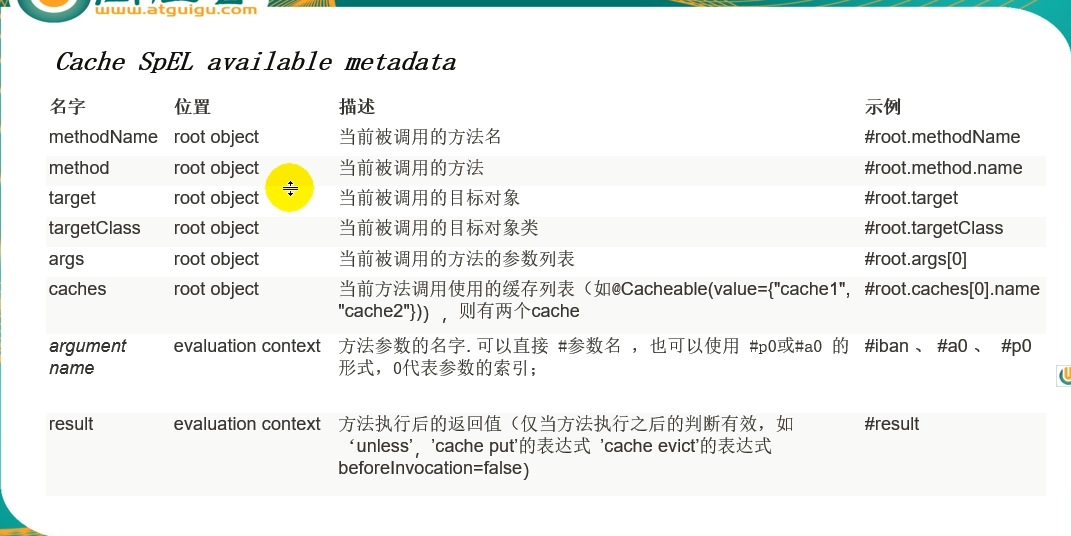 www.atguigu.com
Cache SpEL available metadata
名字 位置 描述 示例
methodName root object 当前被调用的方法名 #root.methodName
method root object 当前被调用的方法 #root.method.name
target root object 当前被调用的目标对象 #root.target
targetClass root object 当前被调用的目标对象类 #root.targetClass
args root object 当前被调用的方法的参数列表 #root.args[0]
caches root object 当前方法调用使用的缓存列表（如@Cacheable(value={"cache1", #root.caches[0].name
"cache2"})），则有两个cache
argument evaluation context 方法参数的名字.可以直接 #参数名 ，也可以使用 #p0或#a0 的 #iban 、 #a0 、 #p0
name 形式，0代表参数的索引；
result evaluation context 方法执行后的返回值（仅当方法执行之后的判断有效，如 #result
‘unless’，’cache put’的表达式 ’cache evict’的表达式
beforeInvocation=false）